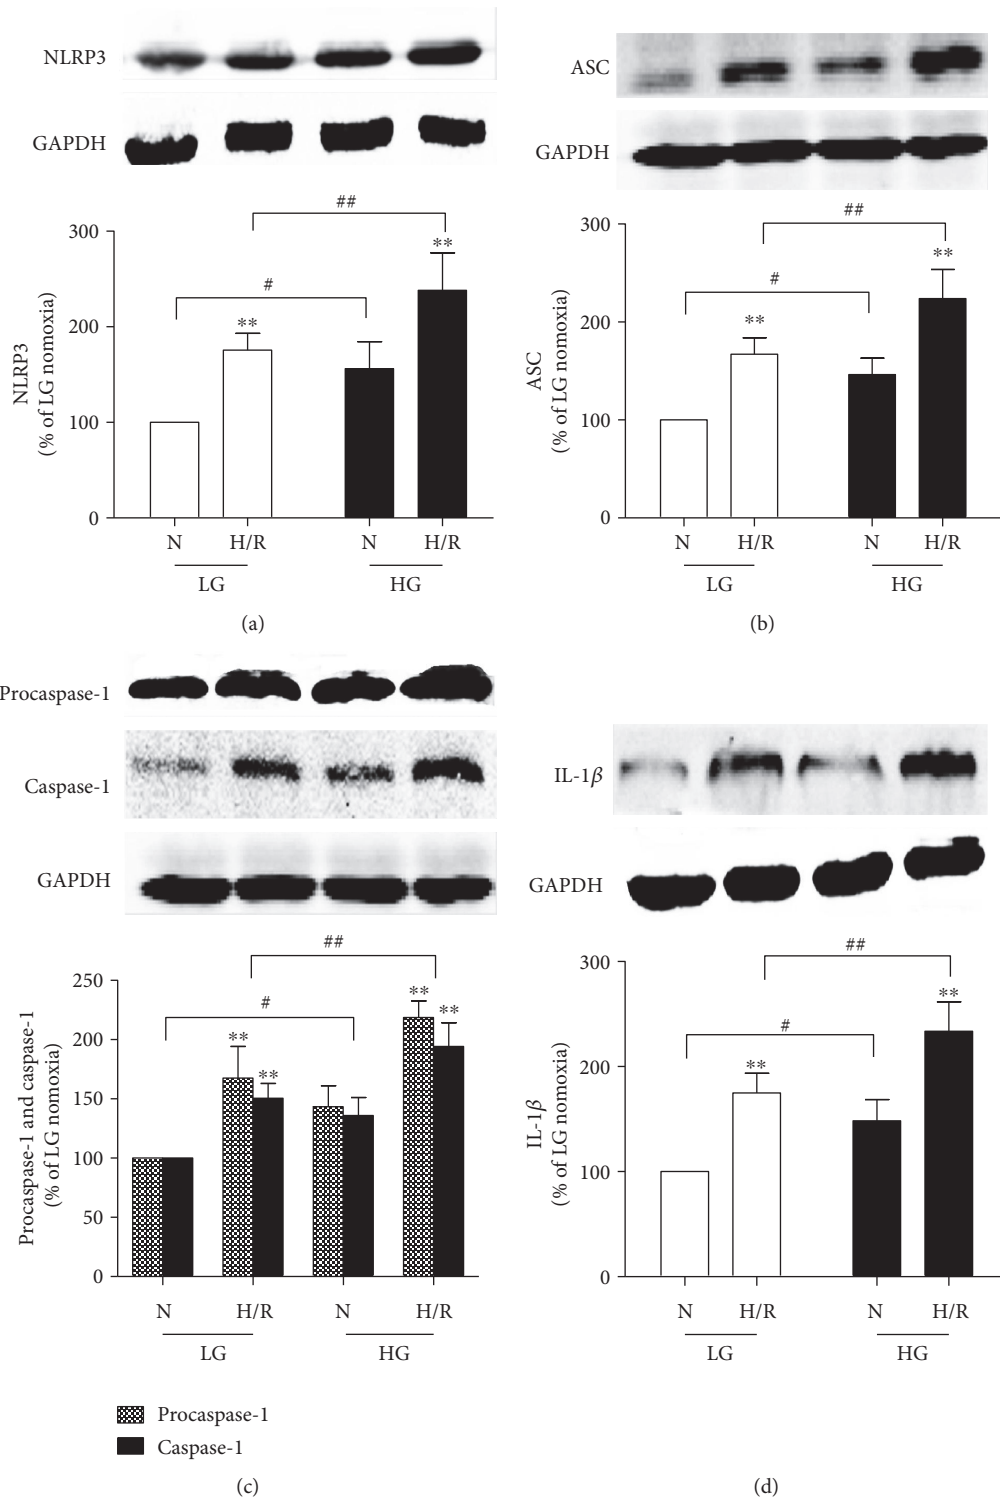 NLRP3
GAPDH
##
300
**
#
200
**
NLRP3
(% of LG nomoxia)
100
0
N H/R N H/R
LG HG
(a)
ASC
GAPDH
##
300
**
#
200
**
ASC
(% of LG nomoxia)
100
0
N H/R N H/R
LG HG
(b)
Procaspase-1
Caspase-1
GAPDH
##
250
**
#
**
200
**
**
150
Procaspase-1 and caspase-1
(% of LG nomoxia)
100
50
0
N H/R N H/R
LG HG
Procaspase-1
Caspase-1
(c)
IL-1β
GAPDH
##
300
**
#
200
**
IL-1β
(% of LG nomoxia)
100
0
N H/R N H/R
LG HG
(d)